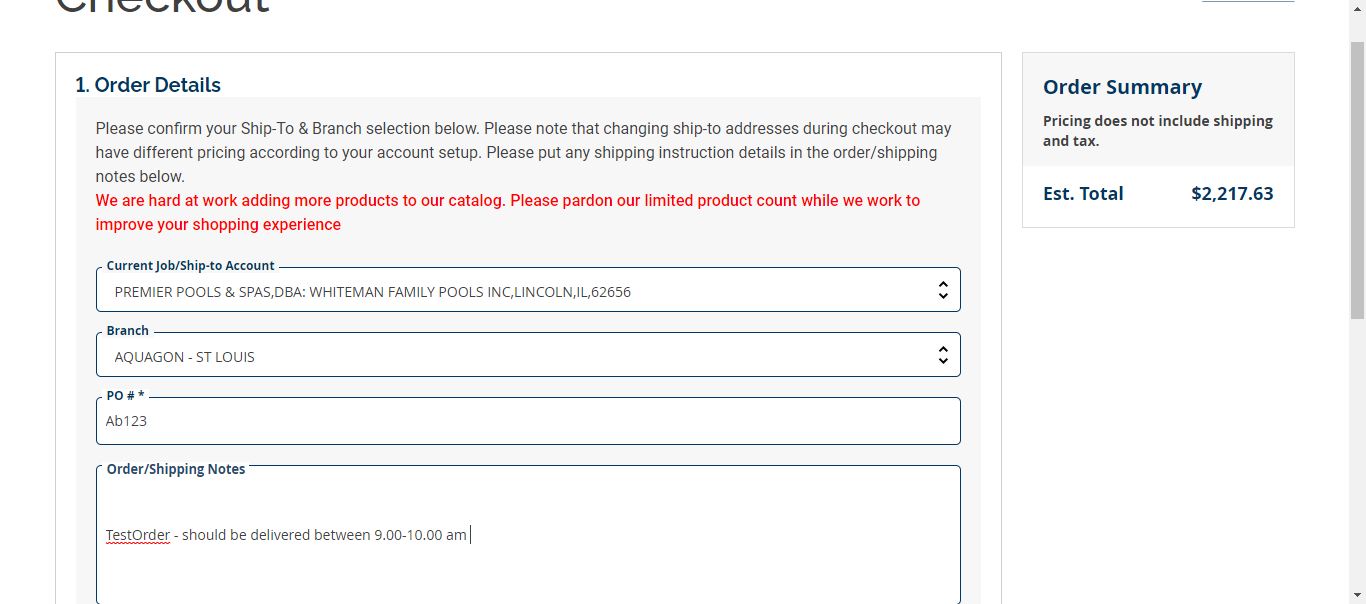 Checkout
1. Order Details
Please confirm your Ship-To & Branch selection below. Please note that changing ship-to addresses during checkout may
have different pricing according to your account setup. Please put any shipping instruction details in the order/shipping
notes below.
We are hard at work adding more products to our catalog. Please pardon our limited product count while we work to
improve your shopping experience
Current Job/Ship-to Account
PREMIER POOLS & SPAS,DBA: WHITEMAN FAMILY POOLS INC,LINCOLN,IL,62656
Branch
AQUAGON - ST LOUIS
PO # *
Ab123
Order/Shipping Notes
TestOrder - should be delivered between 9.00-10.00 am
Order Summary
Pricing does not include shipping
and tax.
Est. Total $2,217.63